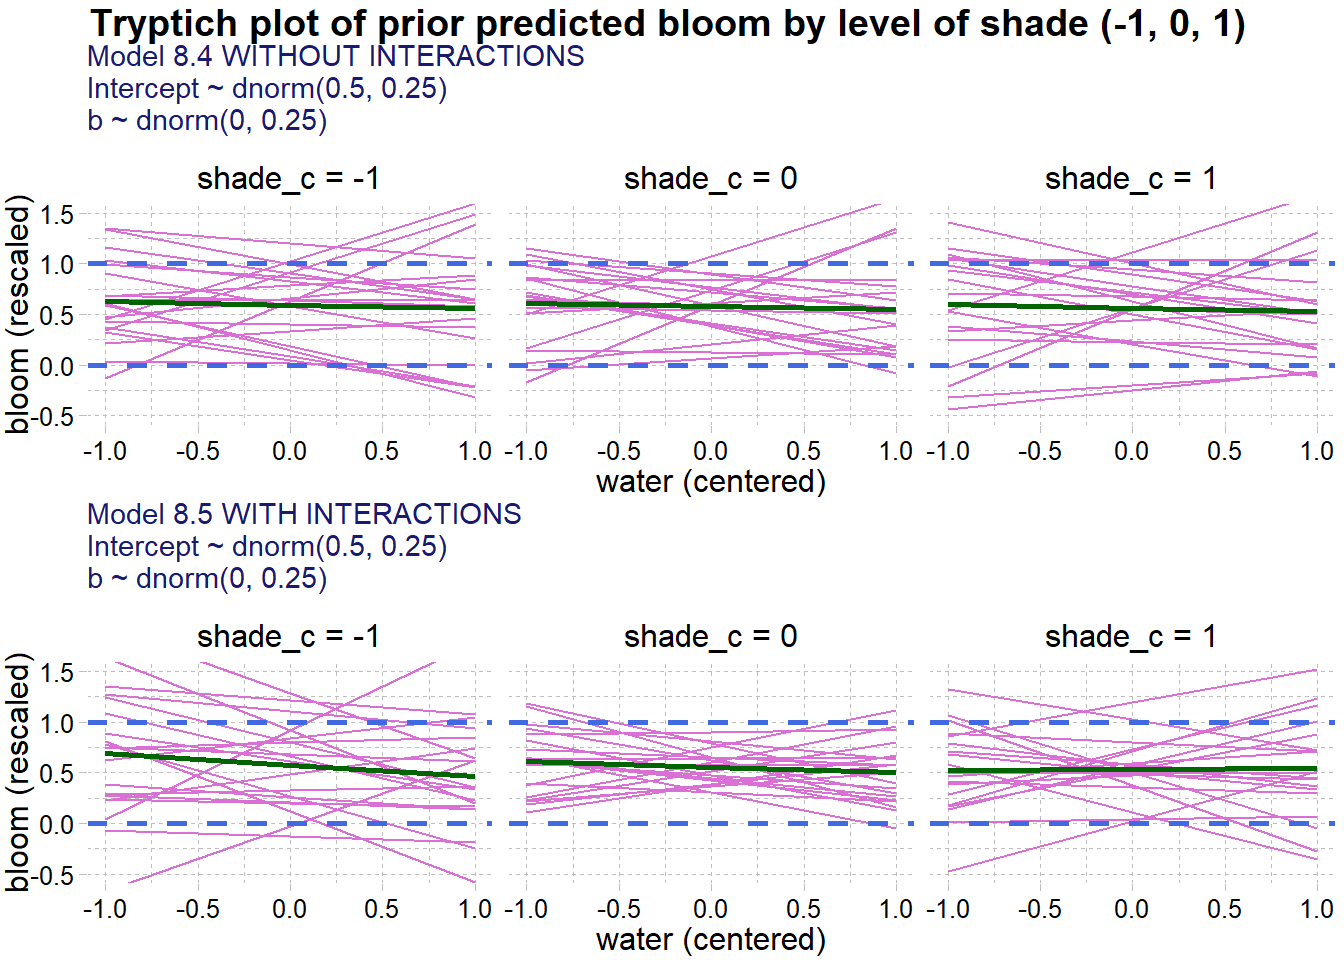 Tryptich plot of prior predicted bloom by level of shade (-1, 0, 1)
Model 8.4 WITHOUT INTERACTIONS
Intercept ~ dnorm(0.5, 0.25)
b ~ dnorm(0, 0.25)
shade_c = -1
shade_c = 0
shade_c = 1
bloom (rescaled)
1.5
1.0
0.5
0.0
-0.5
-1.0 -0.5 0.0 0.5 1.0
-1.0 -0.5 0.0 0.5 1.0
-1.0 -0.5 0.0 0.5 1.0
water (centered)
Model 8.5 WITH INTERACTIONS
Intercept ~ dnorm(0.5, 0.25)
b ~ dnorm(0, 0.25)
shade_c = -1
shade_c = 0
shade_c = 1
bloom (rescaled)
1.5
1.0
0.5
0.0
-0.5
-1.0 -0.5 0.0 0.5 1.0
-1.0 -0.5 0.0 0.5 1.0
-1.0 -0.5 0.0 0.5 1.0
water (centered)